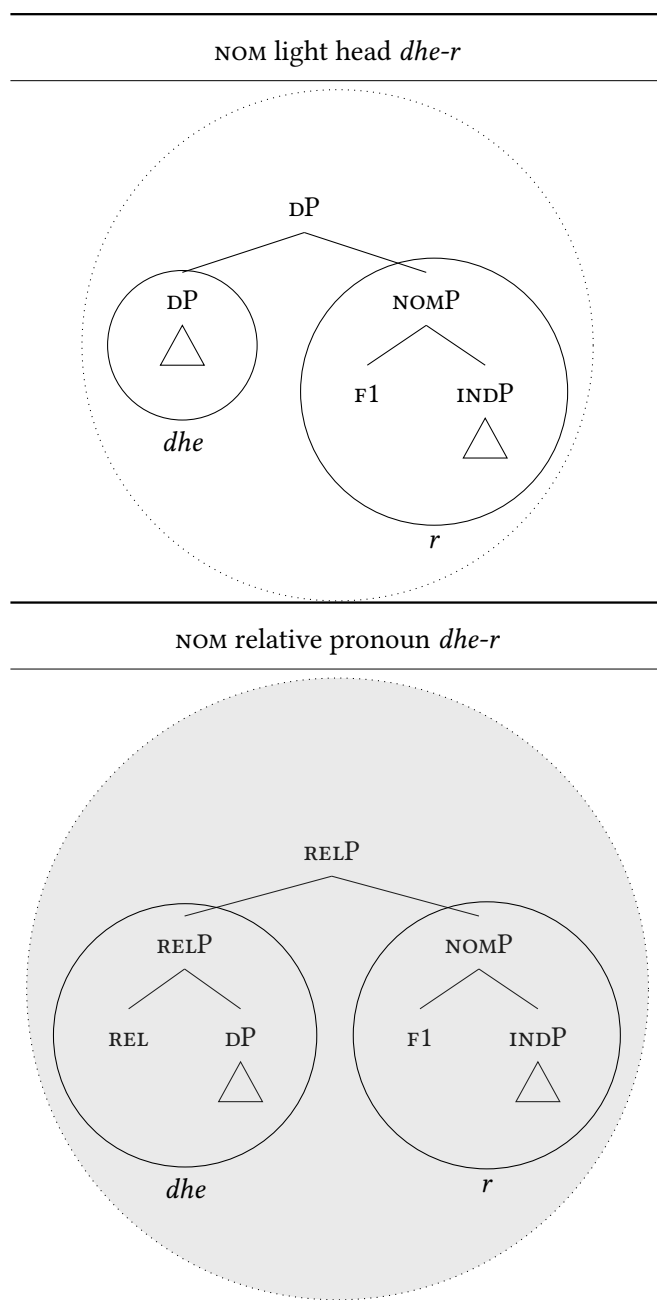 NOM light head dhe-r
DP
DP NOMP
F1 INDP
dhe
r
NOM relative pronoun dhe-r
RELP
RELP NOMP
REL DP F1 INDP
dhe r